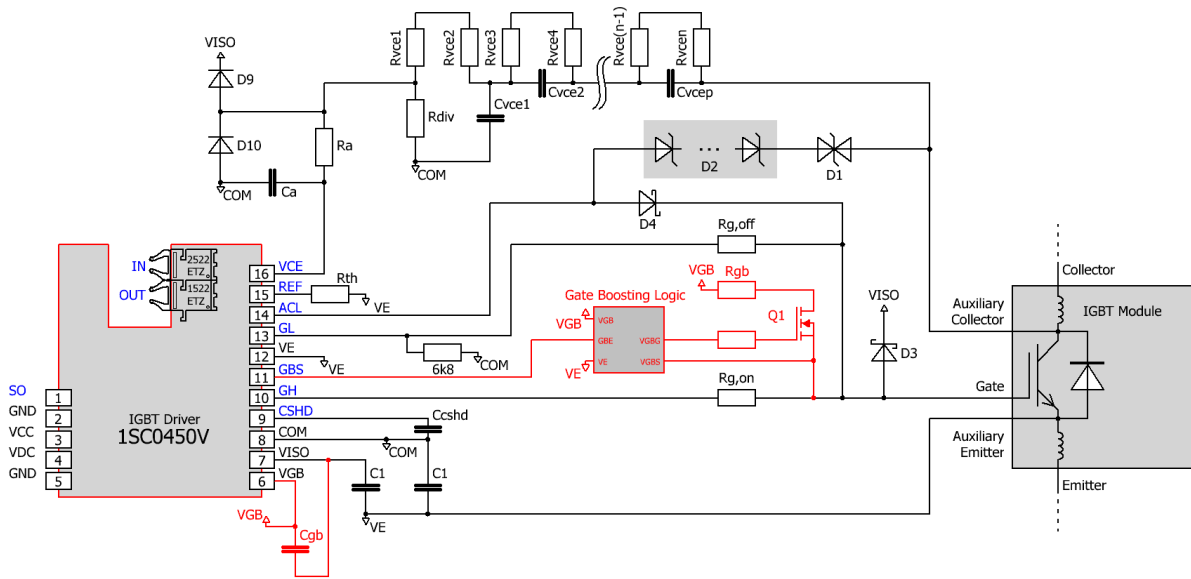 Rvce1
Rvce2
Rvce3
Rvce4
Rvce(n-1)
Rvcen
VISO
D9
Cvce1
Cvce2
Cvcep
Rdiv
D10
Ra
COM
Ca
COM
...
D2
D1
D4
Rg,off
IN
2522
ETZ
OUT
1522
ETZ
16
VCE
15
REF
Rth
VE
14
ACL
13
GL
12
VE
VE
6k8
COM
11
GBS
10
GH
9
CSHD
Ccshd
8
COM
COM
7
VISO
6
VGB
C1
C1
VE
VGB
Cgb
SO
1
GND
2
VCC
3
VDC
4
GND
5
IGBT Driver
1SC0450V
Gate Boosting Logic
VGB
VGB
GBE
VGBG
VE
VE
VGBS
VGB
Rgb
Q1
Rg,on
VISO
D3
Collector
Auxiliary
Collector
IGBT Module
Gate
Auxiliary
Emitter
Emitter